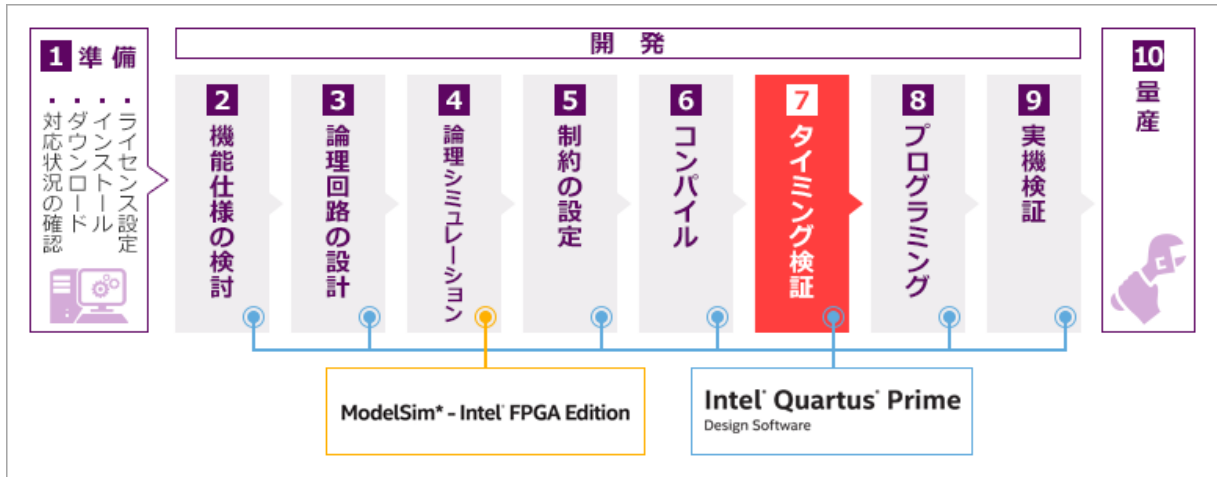 1 準備
・ライセンス設定
・インストール
・ダウンロード
・対応状況の確認
開発
2 機能仕様の検討
3 論理回路の設計
4 論理シミュレーション
5 制約の設定
6 コンパイル
7 タイミング検証
8 プログラミング
9 実機検証
10 量産
ModelSim* - Intel® FPGA Edition
Intel® Quartus® Prime
Design Software